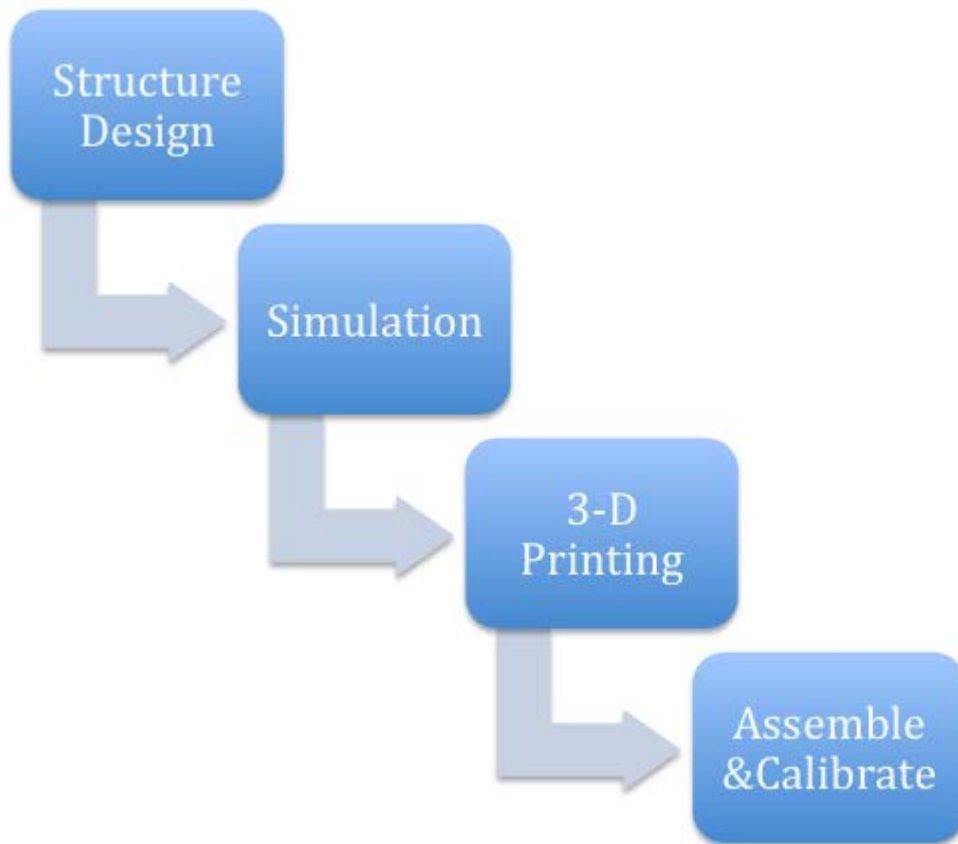 Structure
Design
Simulation
3-D
Printing
Assemble
&Calibrate